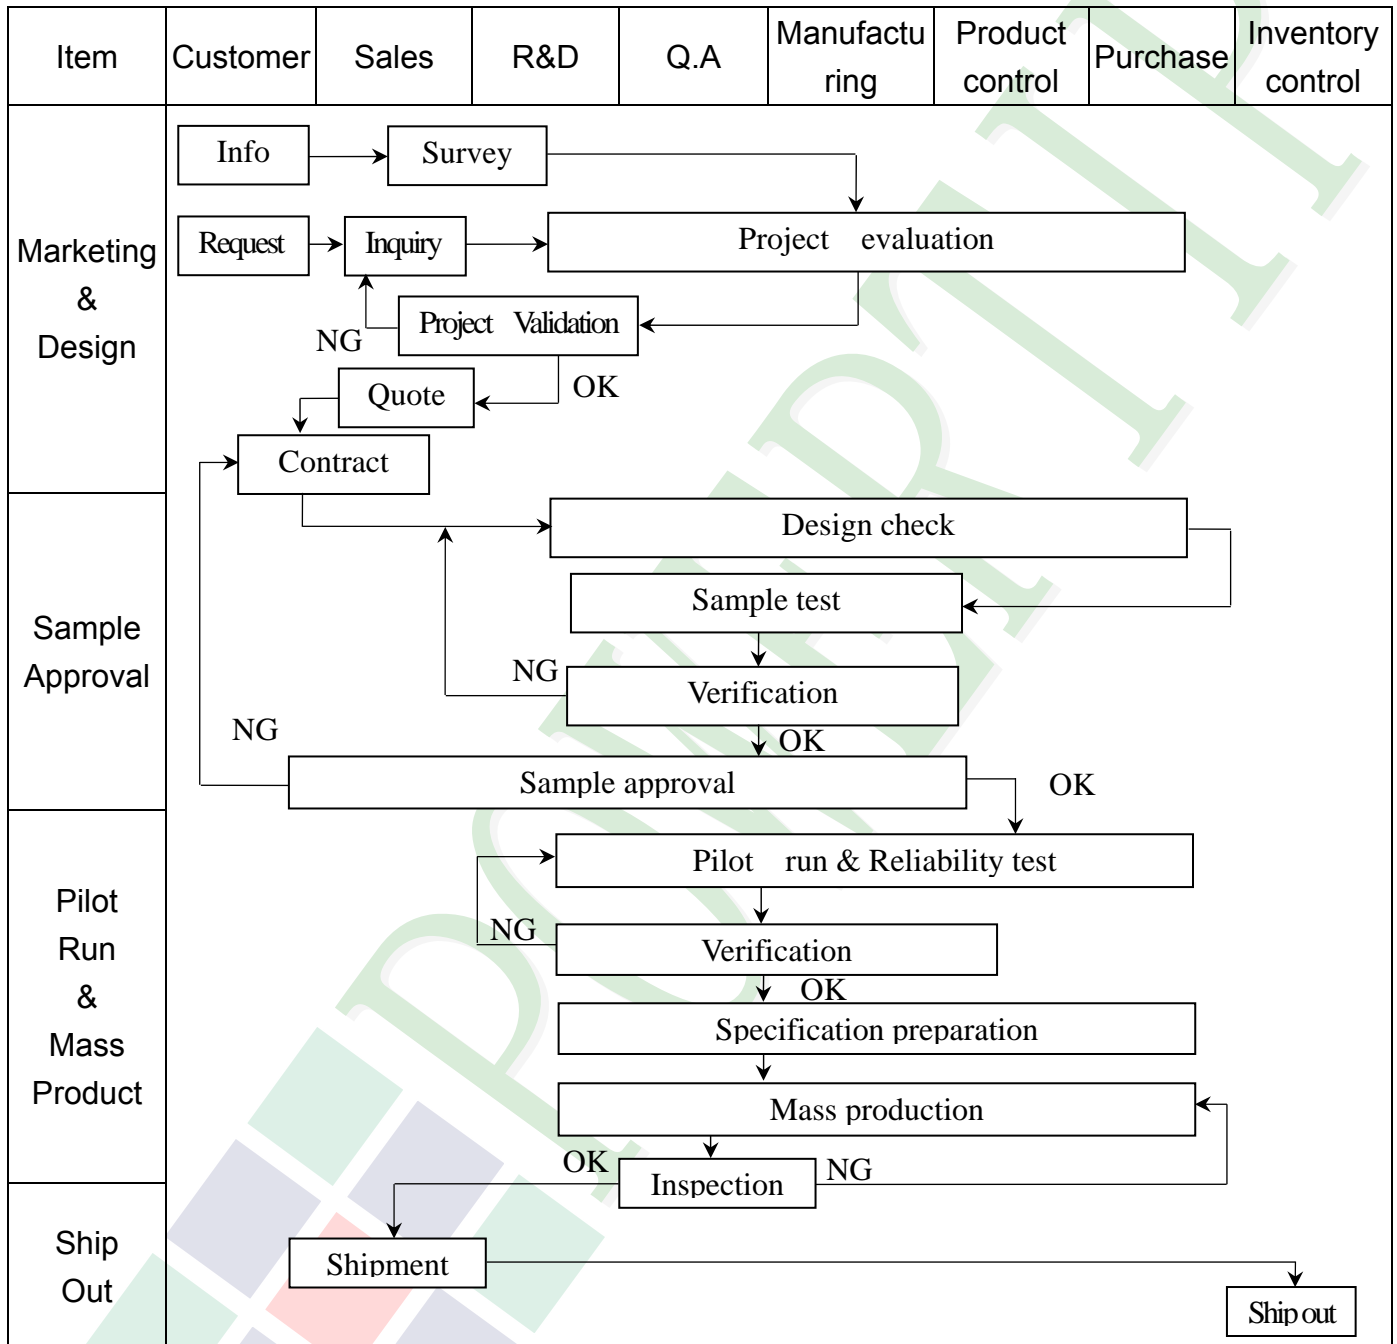 Item
Customer
Sales
R&D
Q.A
Manufactu
ring
Product
control
Purchase
Inventory
control
Marketing
&
Design
Info
Survey
Request
Inquiry
Project evaluation
Project Validation
NG
OK
Quote
Contract
Sample
Approval
Design check
Sample test
NG
Verification
NG
OK
Sample approval
OK
Pilot
Run
&
Mass
Product
Pilot run & Reliability test
NG
Verification
OK
Specification preparation
Mass production
OK
Inspection
NG
Ship
Out
Shipment
Ship out
POWERTIP